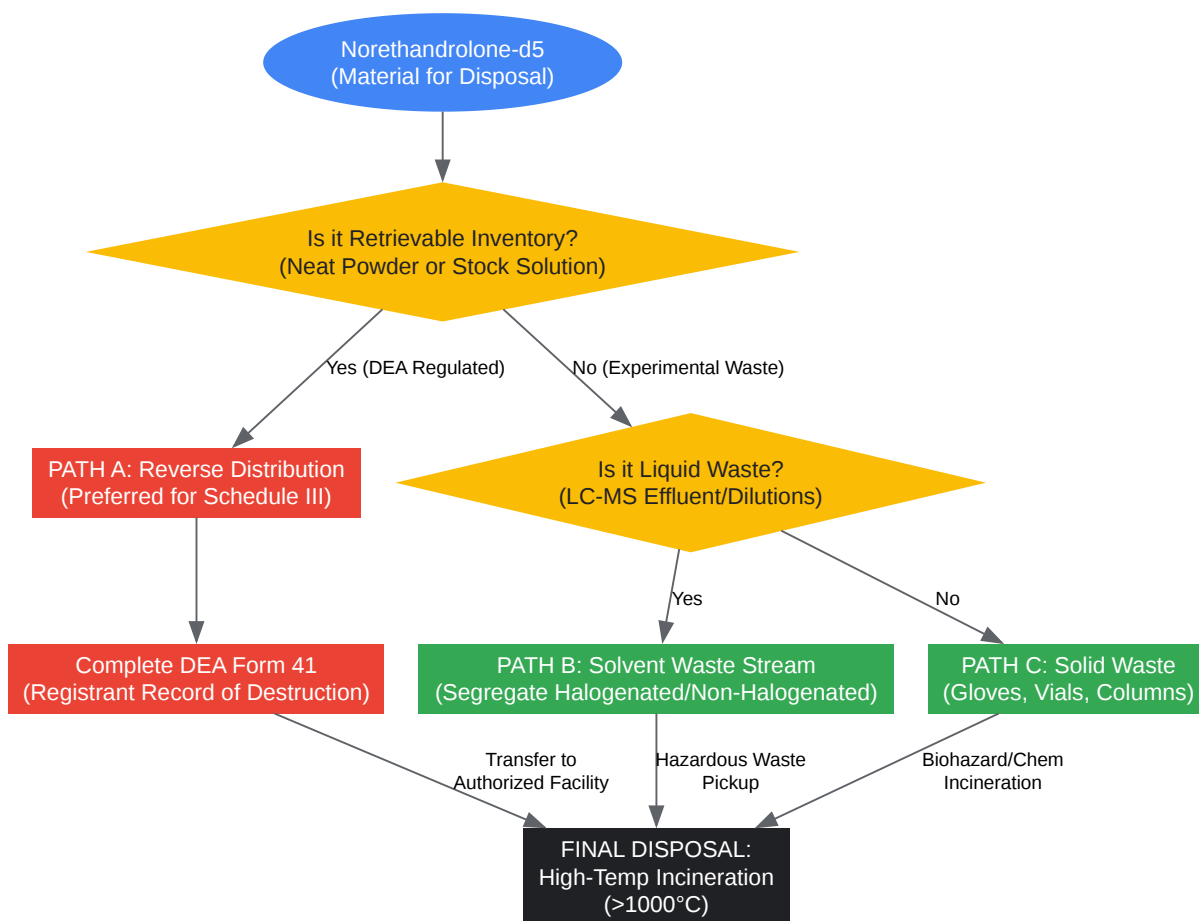 Norethandrolone-d5
(Material for Disposal)
Is it Retrievable Inventory?
(Neat Powder or Stock Solution)
Yes (DEA Regulated)
No (Experimental Waste)
PATH A: Reverse Distribution
(Preferred for Schedule III)
Is it Liquid Waste?
(LC-MS Effluent/Dilutions)
Yes
No
Complete DEA Form 41
(Registrant Record of Destruction)
PATH B: Solvent Waste Stream
(Segregate Halogenated/Non-Halogenated)
PATH C: Solid Waste
(Gloves, Vials, Columns)
Transfer to
Authorized Facility
Hazardous Waste
Pickup
Biohazard/Chem
Incineration
FINAL DISPOSAL:
High-Temp Incineration
(>1000°C)